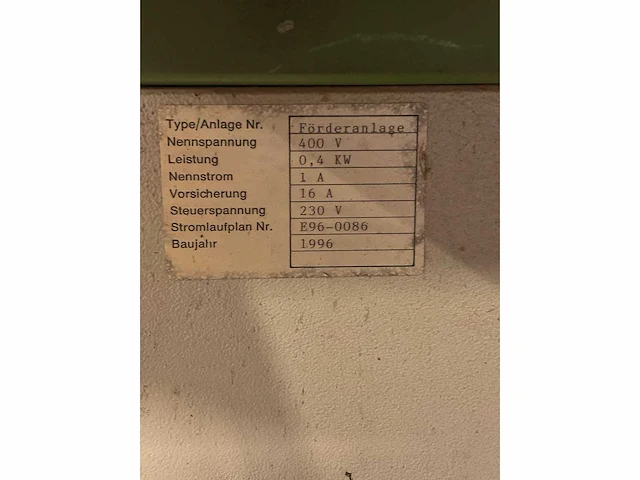 Type/Anlage Nr. Förderanlage
Nennspannung 400 V
Leistung 0,4 KW
Nennstrom 1 A
Vorsicherung 16 A
Steuerspannung 230 V
Stromlaufplan Nr. E96-0086
Baujahr 1996